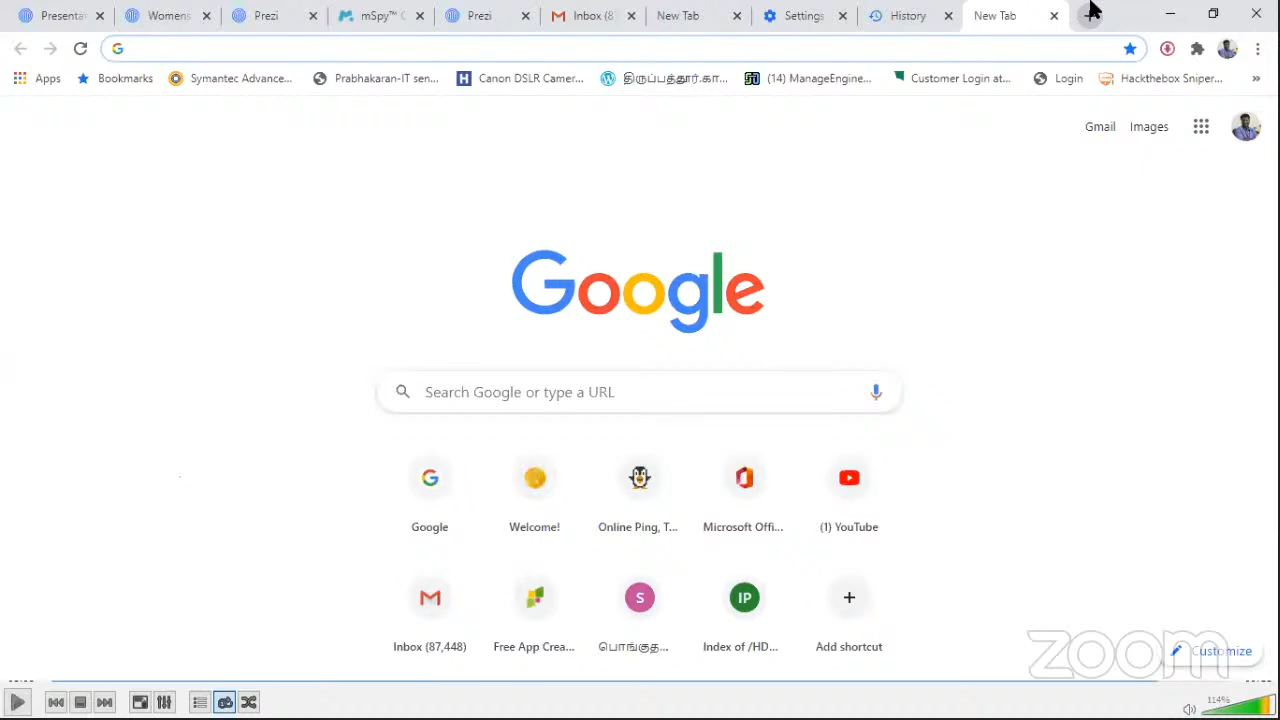 Presenta
Womens
Prezi
mSpy™ C
Prezi
Inbox (8
New Tab
Settings
History
New Tab
Apps
Bookmarks
Symantec Advance...
Prabhakaran-IT sen...
Canon DSLR Camer...
திருப்பத்தூர்.கா...
(14) ManageEngine...
Customer Login at...
Login
Hackthebox Sniper...
»
Gmail
Images
Google
Search Google or type a URL
Google
Welcome!
Online Ping, T...
Microsoft Offi...
(1) YouTube
S
IP
Inbox (87,448)
Free App Crea...
பொங்குத...
Index of /HD...
Add shortcut
zoom
Customize
114%